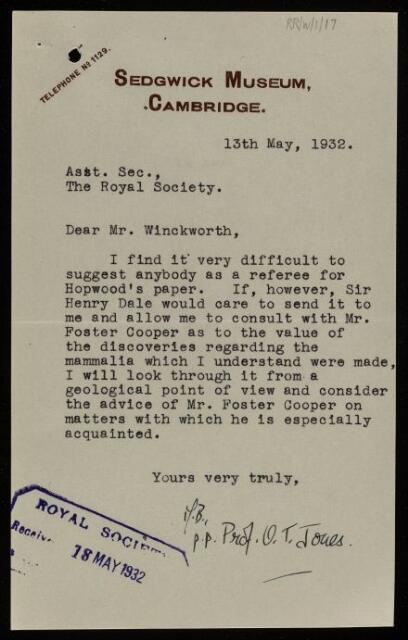 RR/W/1/17
TELEPHONE Nº 1129.
SEDGWICK MUSEUM,
CAMBRIDGE.
13th May, 1932.
Asst. Sec.,
The Royal Society.
Dear Mr. Winckworth,
I find it very difficult to
suggest anybody as a referee for
Hopwood's paper. If, however, Sir
Henry Dale would care to send it to
me and allow me to consult with Mr.
Foster Cooper as to the value of
the discoveries regarding the
mammalia which I understand were made,
I will look through it from a
geological point of view and consider
the advice of Mr. Foster Cooper on
matters with which he is especially
acquainted.
Yours very truly,
p.p. Prof. O. T. Jones.
ROYAL
18 MAY 1932